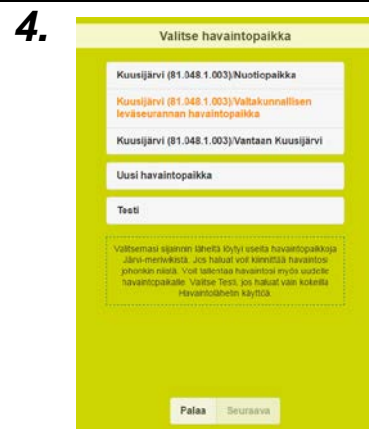 4.
Valitse havaintopaikka
Kuusijärvi (81.048.1.003)/Nuotiopaikka
Kuusijärvi (81.048.1.003)/Valtakunnallisen
leväseurannan havaintopaikka
Kuusijärvi (81.048.1.003)/Vantaan Kuusijärvi
Uusi havaintopaikka
Testi
Valitsemasi sijainnin läheltä löytyi useita havaintopaikkoja
Järvi-meriwikistä. Jos haluat voit kiinnittää havaintosi
johonkin niistä. Voit tallentaa havaintosi myös uudelle
havaintopaikalle. Valitse Testi, jos haluat vain kokeilla
Havaintolähetin käyttöä.
Palaa
Seuraava